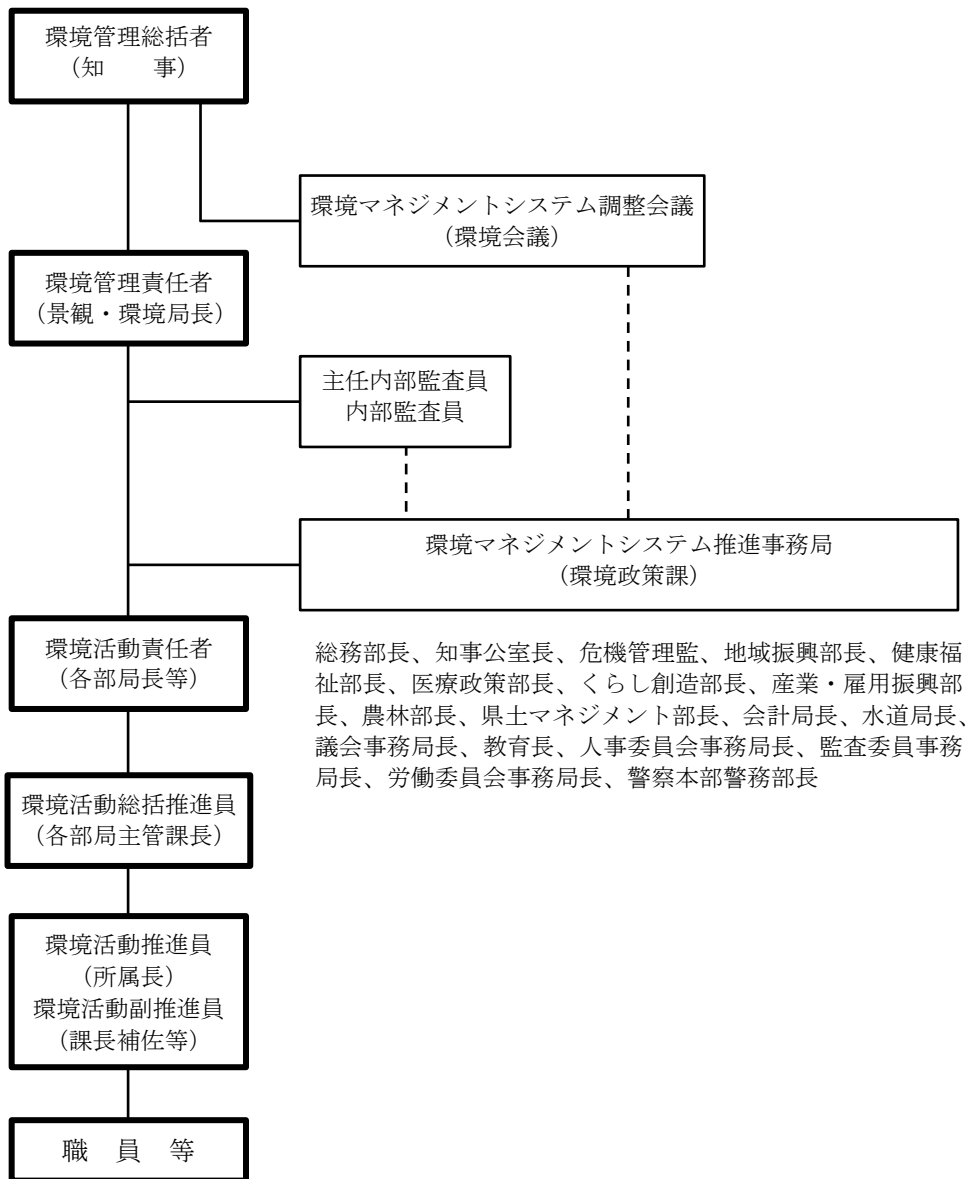 環境管理総括者
（知　　事）
環境マネジメントシステム調整会議
（環境会議）
環境管理責任者
（景観・環境局長）
主任内部監査員
内部監査員
環境マネジメントシステム推進事務局
（環境政策課）
環境活動責任者
（各部局長等）
総務部長、知事公室長、危機管理監、地域振興部長、健康福
祉部長、医療政策部長、くらし創造部長、産業・雇用振興部
長、農林部長、県土マネジメント部長、会計局長、水道局長、
議会事務局長、教育長、人事委員会事務局長、監査委員事務
局長、労働委員会事務局長、警察本部警務部長
環境活動総括推進員
（各部局主管課長）
環境活動推進員
（所属長）
環境活動副推進員
（課長補佐等）
職　員　等